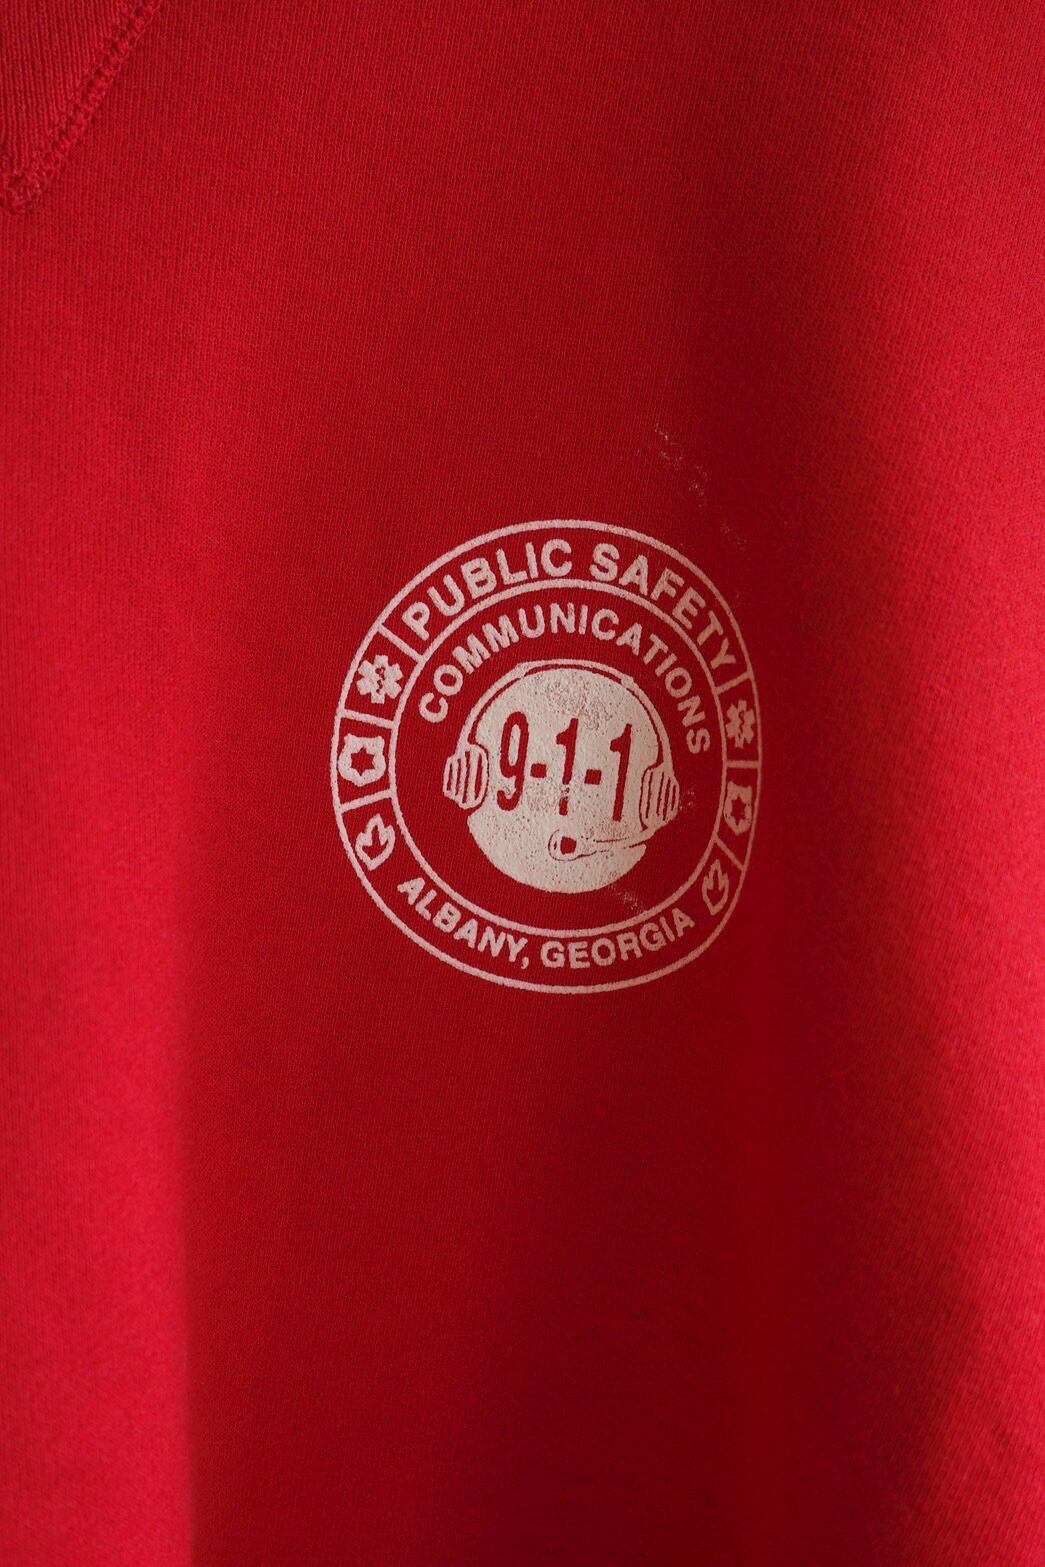 PUBLIC SAFETY
COMMUNICATIONS
9-1-1
ALBANY, GEORGIA